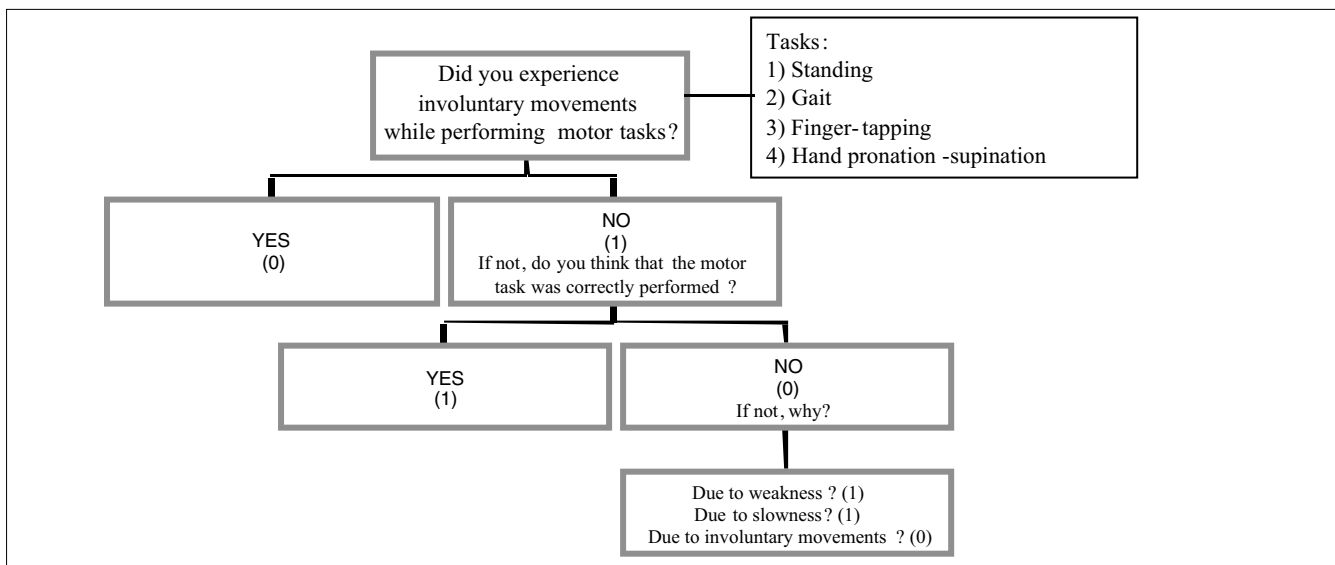 Did you experience
involuntary movements
while performing motor tasks?
Tasks:
1) Standing
2) Gait
3) Finger-tapping
4) Hand pronation -supination
YES
(0)
NO
(1)
If not, do you think that the motor
task was correctly performed ?
YES
(1)
NO
(0)
If not, why?
Due to weakness ? (1)
Due to slowness? (1)
Due to involuntary movements ? (0)